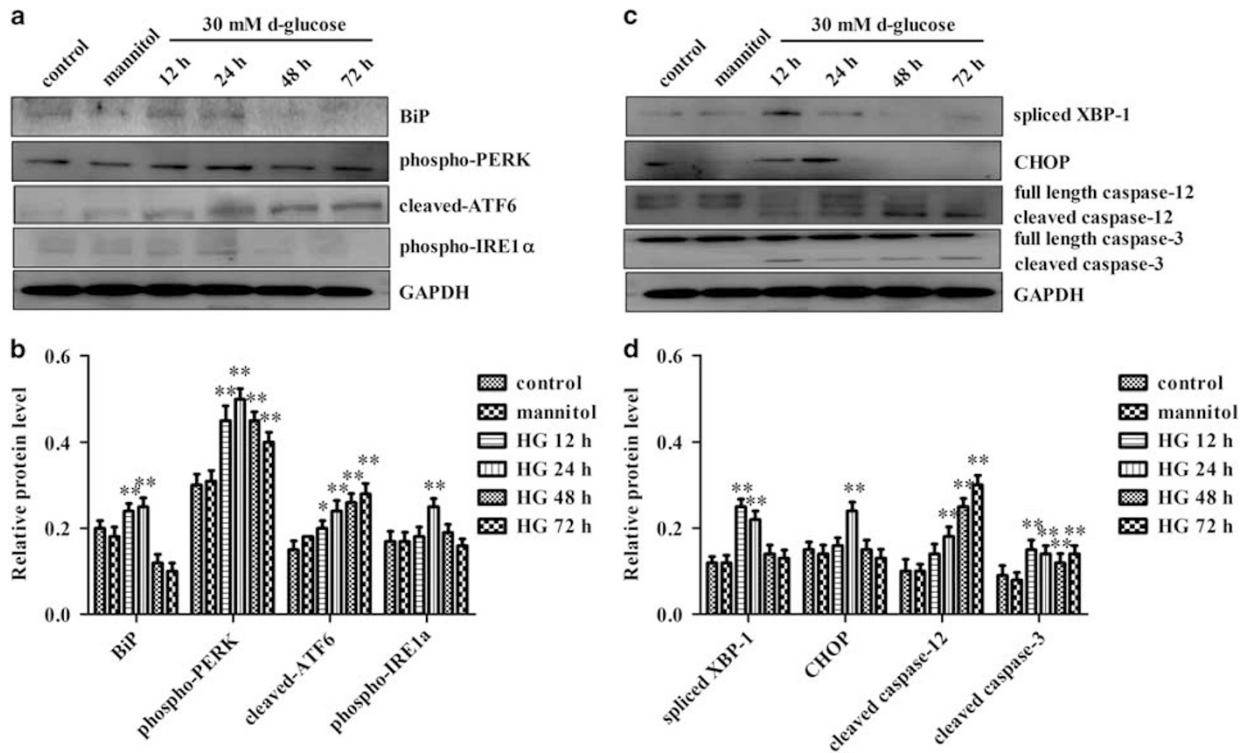 a
30 mM d-glucose
control
mannitol
12 h
24 h
48 h
72 h
BiP
phospho-PERK
cleaved-ATF6
phospho-IRE1α
GAPDH
b
Relative protein level
0.6
0.4
0.2
0.0
** **
**
**
**
**
*
**
**
**
**
BiP
phospho-PERK
cleaved-ATF6
phospho-IRE1a
control
mannitol
HG 12 h
HG 24 h
HG 48 h
HG 72 h
c
30 mM d-glucose
control
mannitol
12 h
24 h
48 h
72 h
spliced XBP-1
CHOP
full length caspase-12
cleaved caspase-12
full length caspase-3
cleaved caspase-3
GAPDH
d
Relative protein level
0.6
0.4
0.2
0.0
**
**
**
**
**
**
**
**
**
**
spliced XBP-1
CHOP
cleaved caspase-12
cleaved caspase-3
control
mannitol
HG 12 h
HG 24 h
HG 48 h
HG 72 h